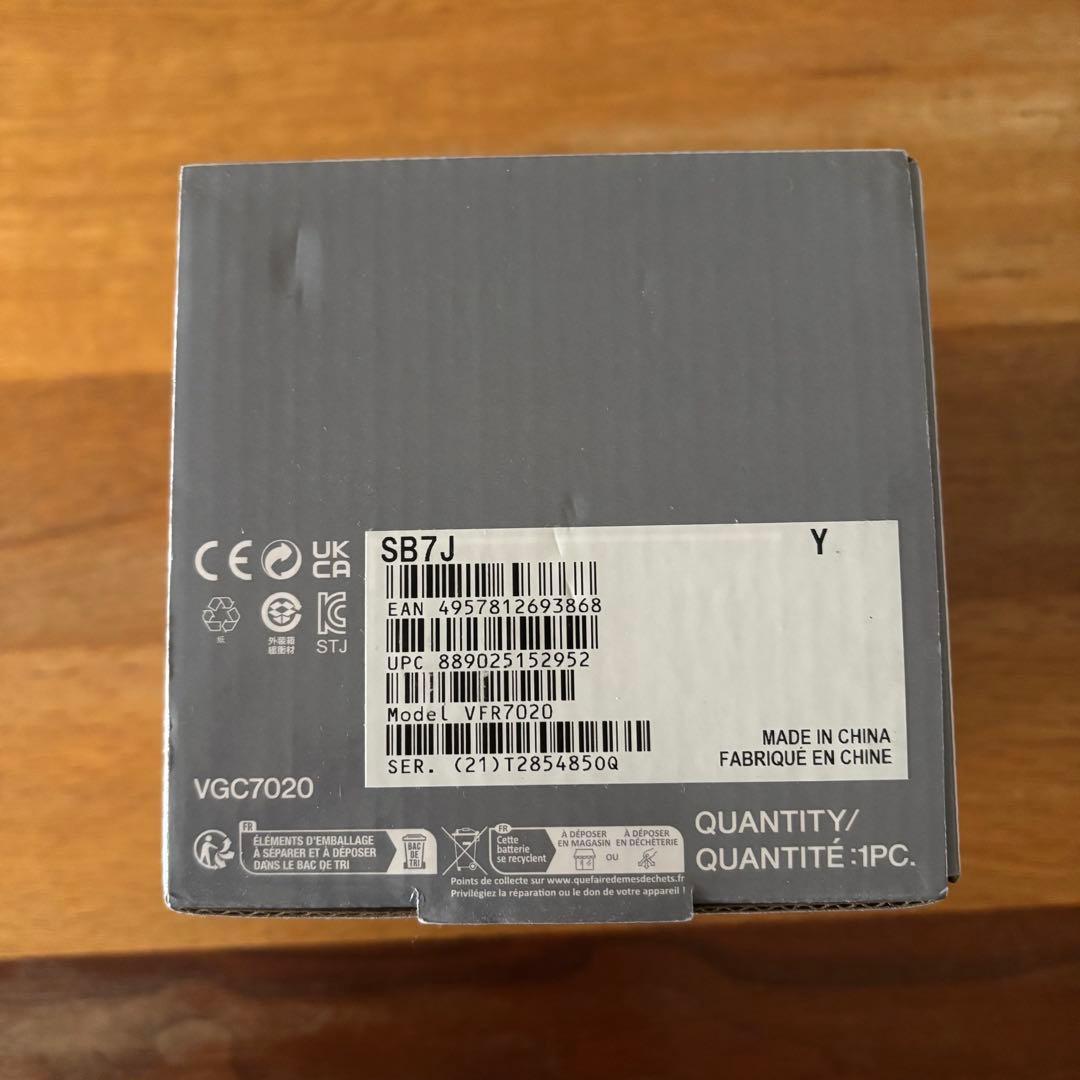 SB7J
Y
EAN 4957812693868
UPC 889025152952
Model VFR7020
SER. (21)T2854850Q
MADE IN CHINA
FABRIQUÉ EN CHINE
CE
UK
CA
紙
外装箱
緩衝材
STJ
VGC7020
FR
ÉLÉMENTS D'EMBALLAGE
À SÉPARER ET À DÉPOSER
DANS LE BAC DE TRI
BAC
DE
TRI
FR
Cette
batterie
se recyclent
À DÉPOSER
EN MAGASIN
OU
À DÉPOSER
EN DÉCHÈTERIE
Points de collecte sur www.quefairedemesdechets.fr
Privilégiez la réparation ou le don de votre appareil !
QUANTITY/
QUANTITÉ :1PC.